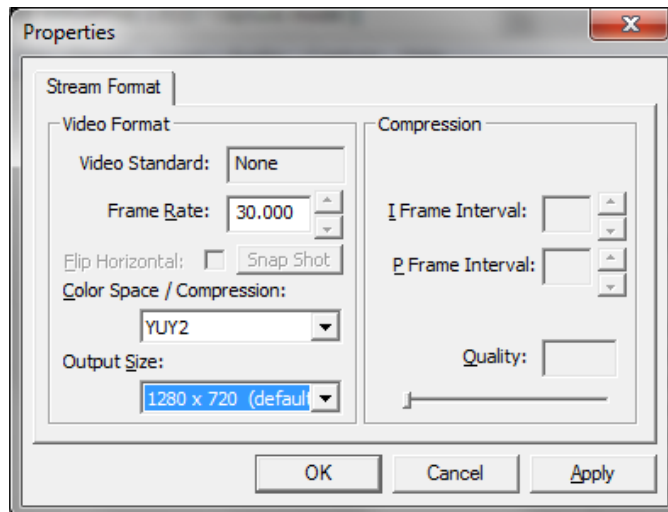 Properties
Stream Format
Video Format
Video Standard: None
Frame Rate: 30.000
Flip Horizontal: Snap Shot
Color Space / Compression:
YUY2
Output Size:
1280 x 720 (default
Compression
I Frame Interval:
P Frame Interval:
Quality:
OK Cancel Apply